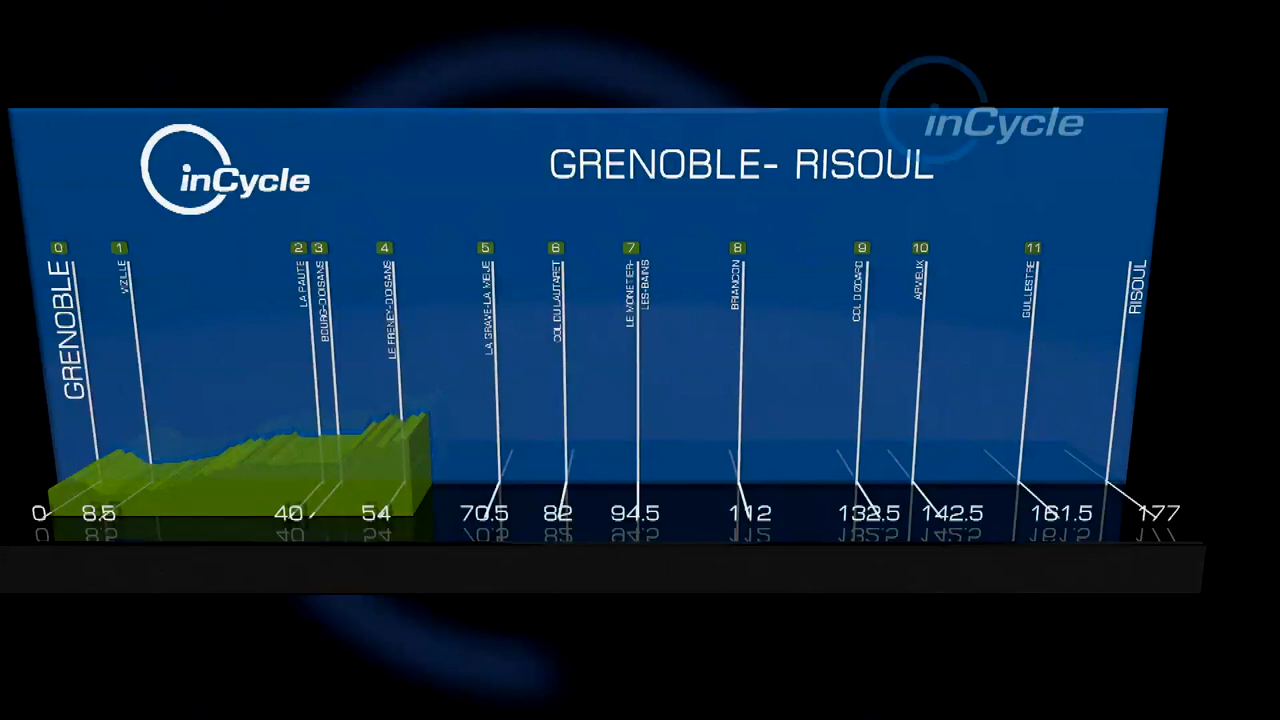 inCycle
inCycle
GRENOBLE- RISOUL
0 1 2 3 4 5 6 7 8 9 10 11
GRENOBLE
VIZILLE
LA PAUTE
BOURG-D'OISANS
LE FRENEY-D'OISANS
LA GRAVE-LA MEIJE
COL DU LAUTARET
LE MONETIER-
LES-BAINS
BRIANCON
COL D'IZOARD
ARVIEUX
GUILLESTRE
RISOUL
0 8.5 40 54 70.5 82 94.5 112 132.5 142.5 161.5 177